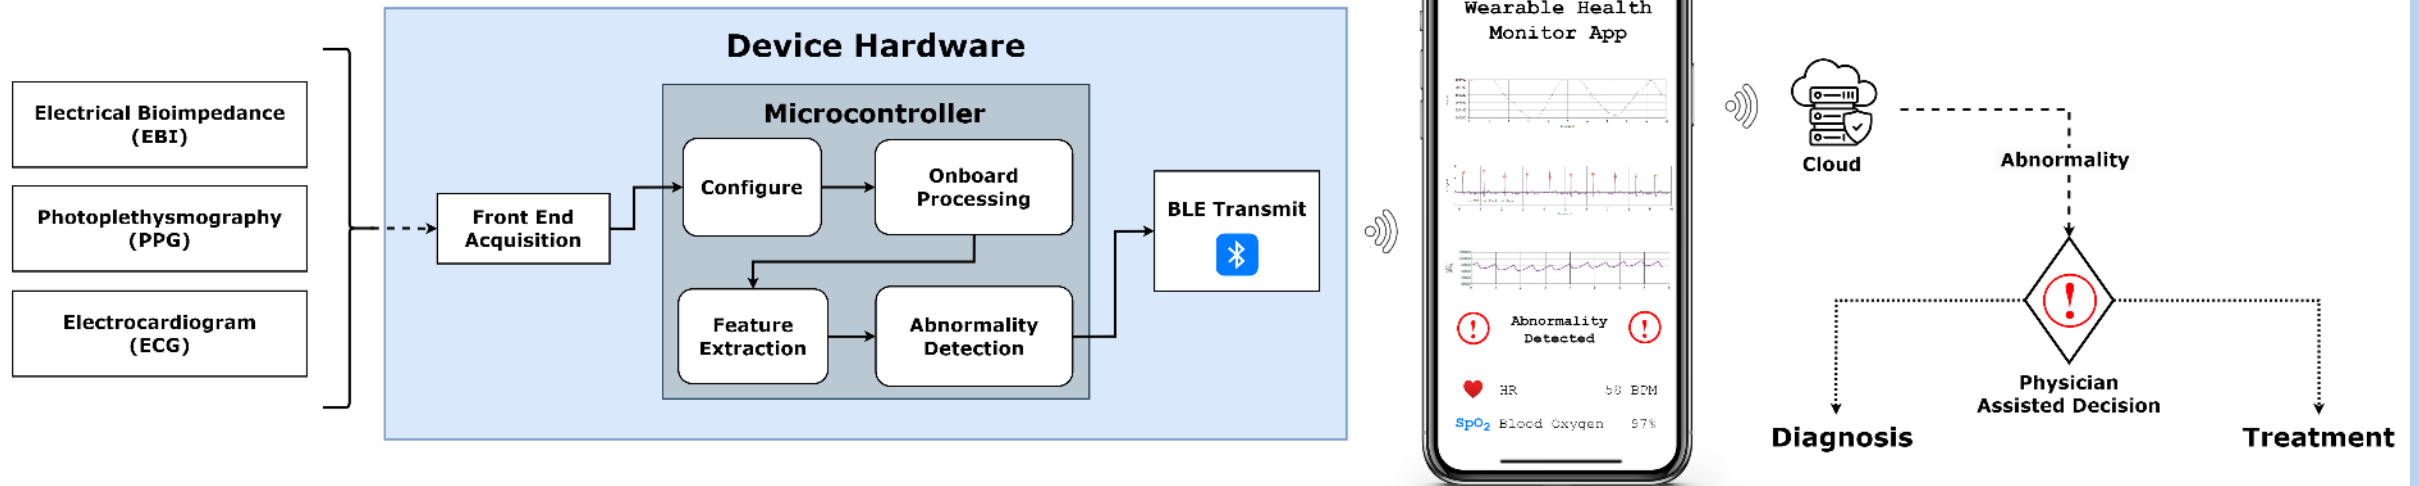 Electrical Bioimpedance
(EBI)
Photoplethysmography
(PPG)
Electrocardiogram
(ECG)
Device Hardware
Front End
Acquisition
Microcontroller
Configure
Onboard
Processing
Feature
Extraction
Abnormality
Detection
BLE Transmit
Wearable Health
Monitor App
Abnormality
Detected
HR 58 BPM
SpO2 Blood Oxygen 97%
Cloud
Abnormality
Physician
Assisted Decision
Diagnosis
Treatment